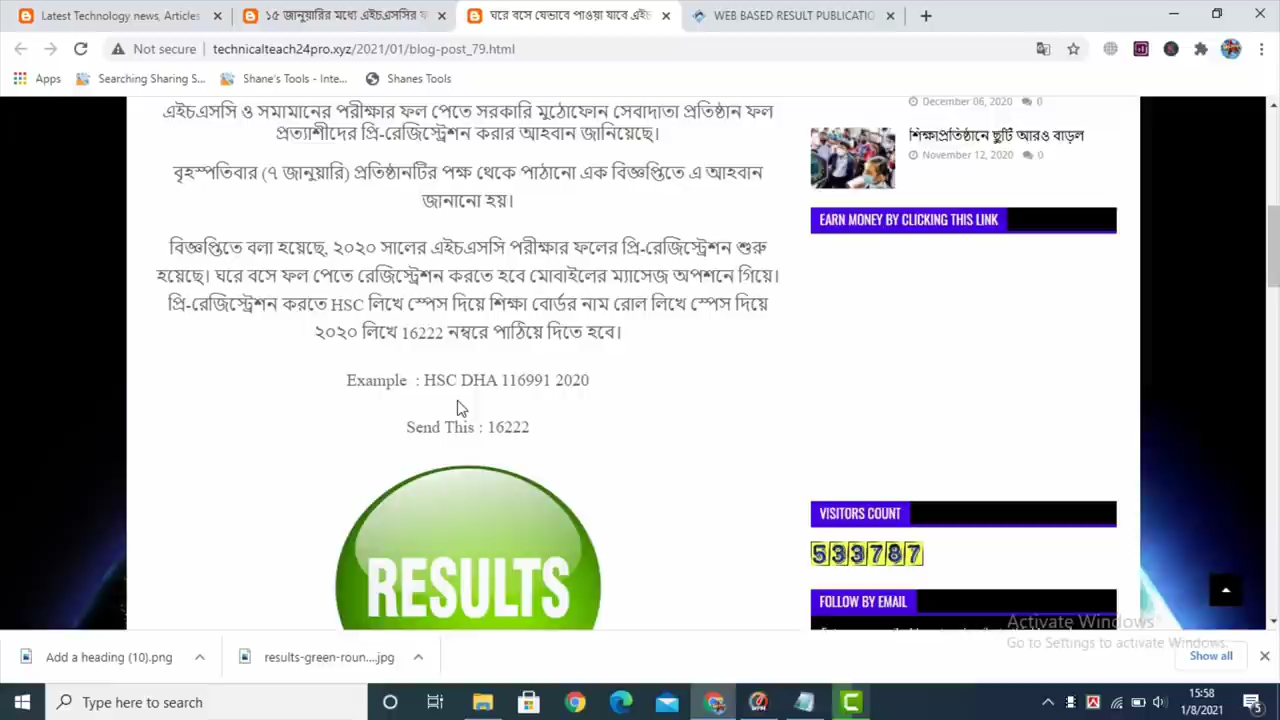 Latest Technology news, Articles
১৫ জানুয়ারির মধ্যে এইচএসসির ফ
ঘরে বসে যেভাবে পাওয়া যাবে এইচ
WEB BASED RESULT PUBLICATIO
Not secure
technicalteach24pro.xyz/2021/01/blog-post_79.html
Apps
Searching Sharing S...
Shane's Tools - Inte...
Shanes Tools
এইচএসসি ও সমমানের পরীক্ষার ফল পেতে সরকারি মুঠোফোন সেবাদাতা প্রতিষ্ঠান ফল
প্রত্যাশীদের প্রি-রেজিস্ট্রেশন করার আহবান জানিয়েছে।
বৃহস্পতিবার (৭ জানুয়ারি) প্রতিষ্ঠানটির পক্ষ থেকে পাঠানো এক বিজ্ঞপ্তিতে এ আহবান
জানানো হয়।
বিজ্ঞপ্তিতে বলা হয়েছে, ২০২০ সালের এইচএসসি পরীক্ষার ফলের প্রি-রেজিস্ট্রেশন শুরু
হয়েছে। ঘরে বসে ফল পেতে রেজিস্ট্রেশন করতে হবে মোবাইলের ম্যাসেজ অপশনে গিয়ে।
প্রি-রেজিস্ট্রেশন করতে HSC লিখে স্পেস দিয়ে শিক্ষা বোর্ডর নাম রোল লিখে স্পেস দিয়ে
২০২০ লিখে 16222 নম্বরে পাঠিয়ে দিতে হবে।
Example : HSC DHA 116991 2020
Send This : 16222
RESULTS
December 06, 2020 0
শিক্ষাপ্রতিষ্ঠানে ছুটি আরও বাড়ল
November 12, 2020 0
EARN MONEY BY CLICKING THIS LINK
VISITORS COUNT
533787
FOLLOW BY EMAIL
Activate Windows
Go to Settings to activate Windows.
Add a heading (10).png
results-green-roun....jpg
Show all
Type here to search
15:58
1/8/2021
5